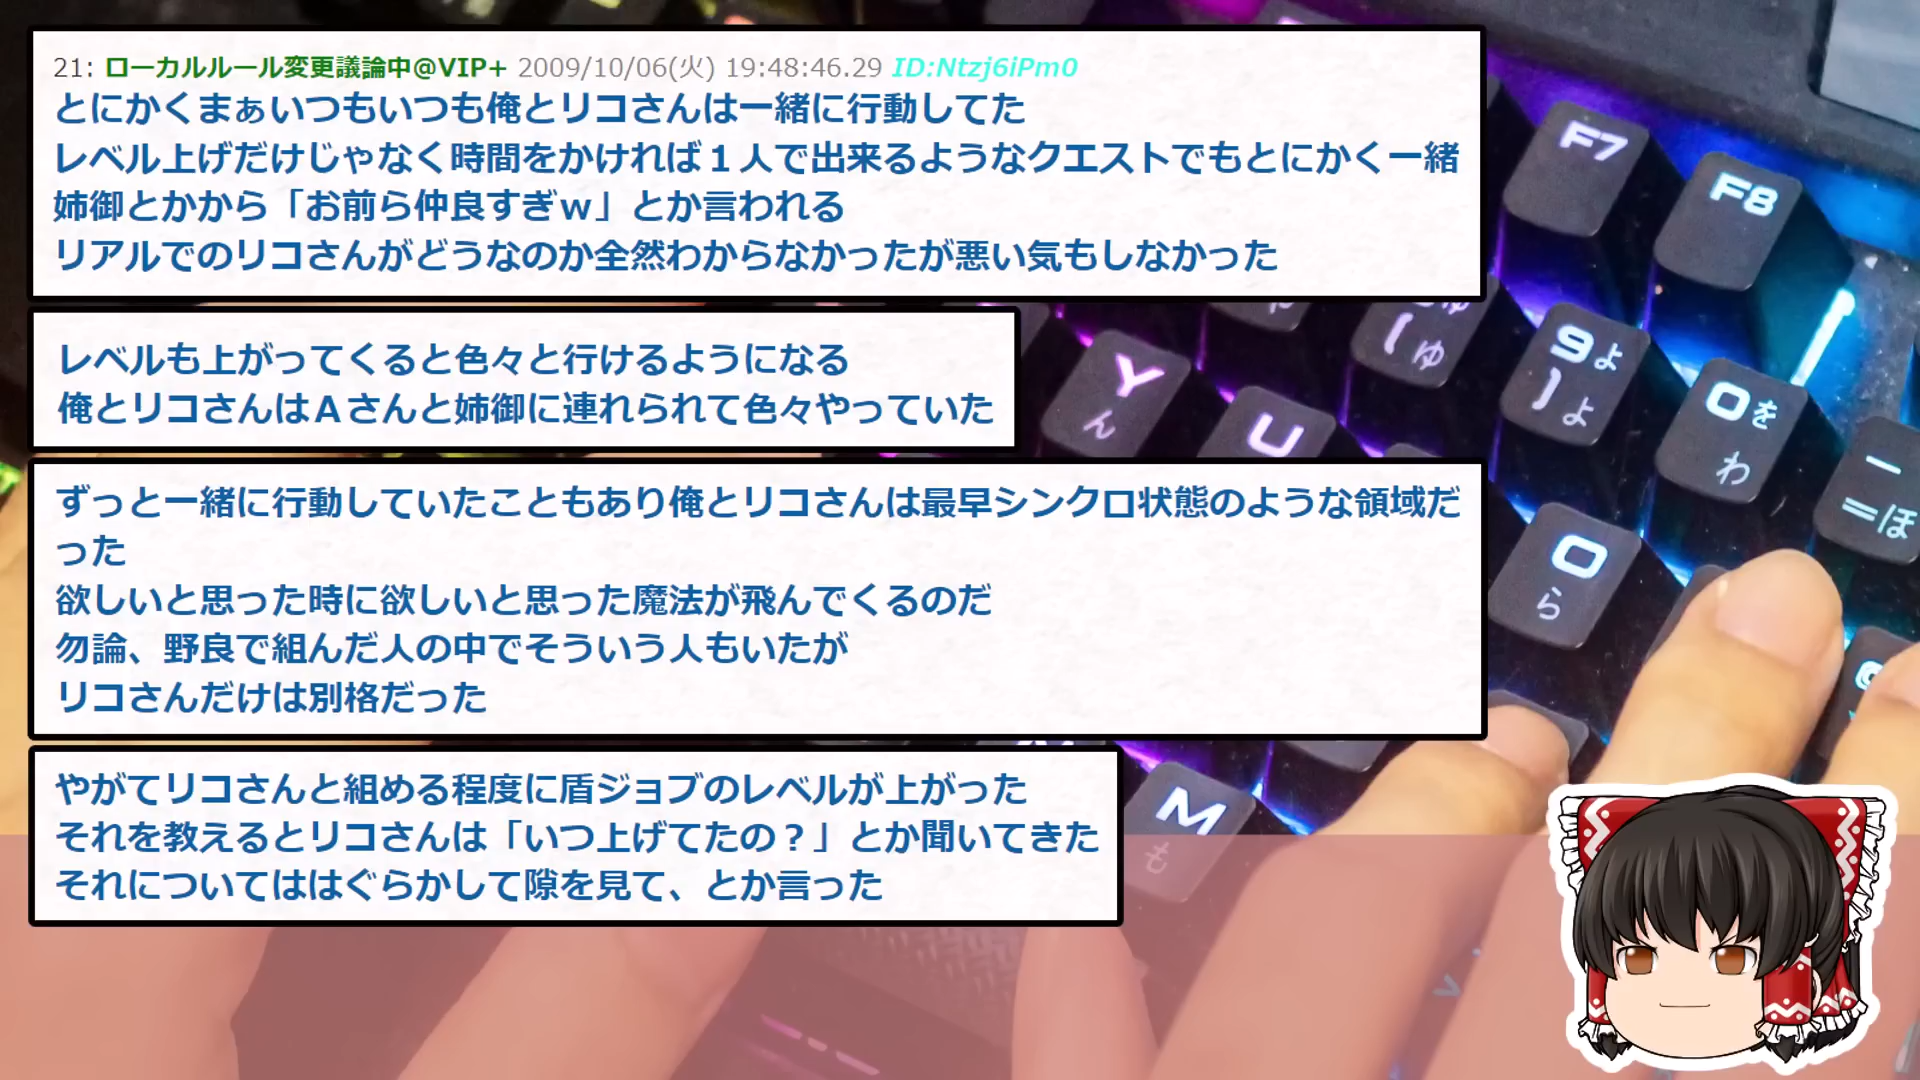 21: ローカルルール変更議論中@VIP+ 2009/10/06(火) 19:48:46.29 ID:Ntzj6iPm0
とにかくまぁいつもいつも俺とリコさんは一緒に行動してた
レベル上げだけじゃなく時間をかければ１人で出来るようなクエストでもとにかく一緒
姉御とかから「お前ら仲良すぎｗ」とか言われる
リアルでのリコさんがどうなのか全然わからなかったが悪い気もしなかった
レベルも上がってくると色々と行けるようになる
俺とリコさんはＡさんと姉御に連れられて色々やっていた
ずっと一緒に行動していたこともあり俺とリコさんは最早シンクロ状態のような領域だ
った
欲しいと思った時に欲しいと思った魔法が飛んでくるのだ
勿論、野良で組んだ人の中でそういう人もいたが
リコさんだけは別格だった
やがてリコさんと組める程度に盾ジョブのレベルが上がった
それを教えるとリコさんは「いつ上げてたの？」とか聞いてきた
それについてははぐらかして隙を見て、とか言った
F7
F8
( ゆ
9 よ
) よ
Y
ん
U
0 を
わ
ー
= ほ
O
ら
M
も